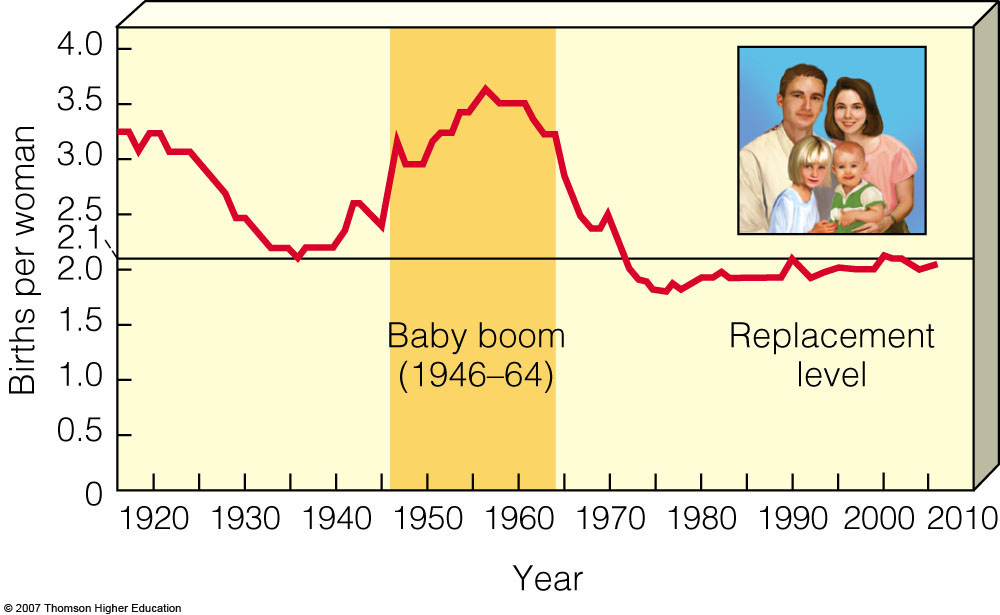 4.0
3.5
3.0
2.5
2.1
2.0
1.5
1.0
0.5
0
Births per woman
Baby boom
(1946–64)
Replacement
level
1920 1930 1940 1950 1960 1970 1980 1990 2000 2010
Year
© 2007 Thomson Higher Education